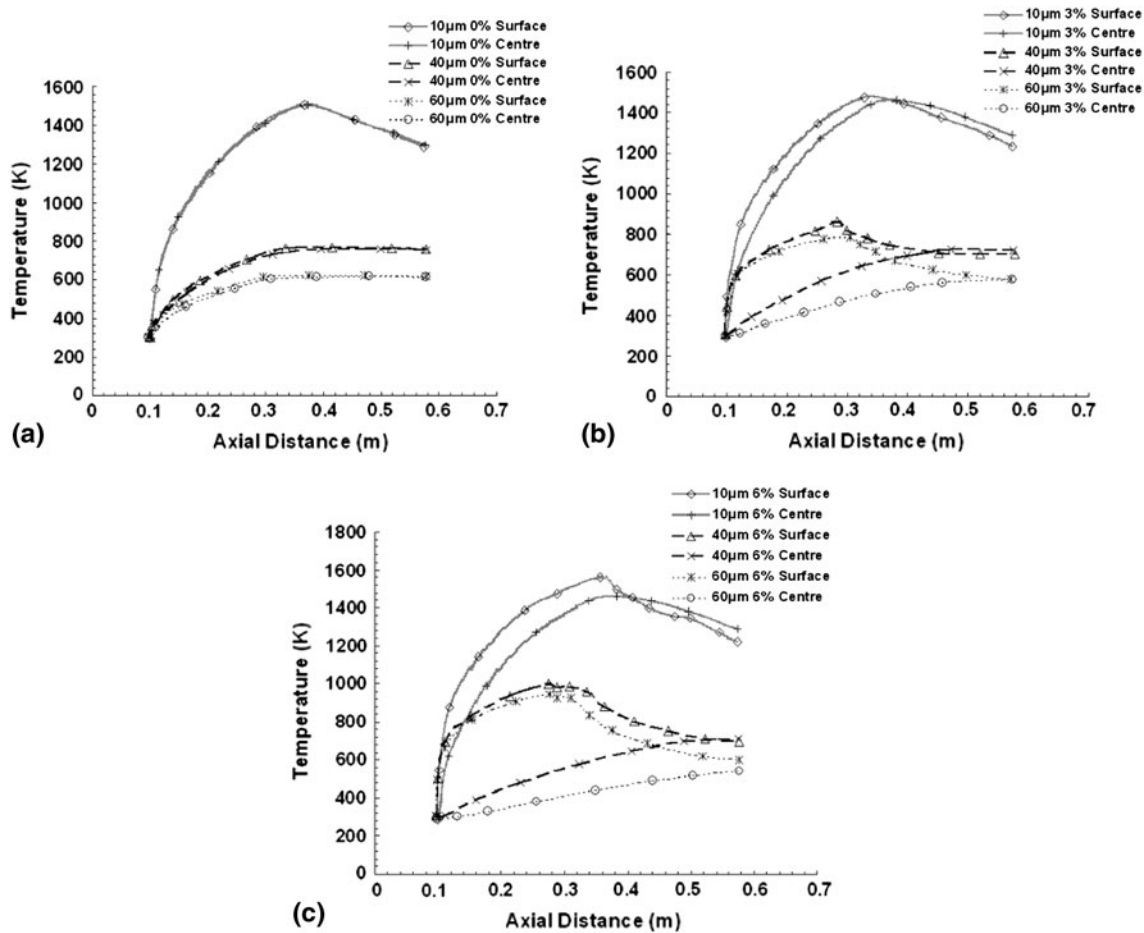 10µm 0% Surface
10µm 0% Centre
40µm 0% Surface
40µm 0% Centre
60µm 0% Surface
60µm 0% Centre
1600
1400
1200
1000
800
600
400
200
0
Temperature (K)
0 0.1 0.2 0.3 0.4 0.5 0.6 0.7
Axial Distance (m)
(a)
10µm 3% Surface
10µm 3% Centre
40µm 3% Surface
40µm 3% Centre
60µm 3% Surface
60µm 3% Centre
1600
1400
1200
1000
800
600
400
200
0
Temperature (K)
0 0.1 0.2 0.3 0.4 0.5 0.6 0.7
Axial Distance (m)
(b)
10µm 6% Surface
10µm 6% Centre
40µm 6% Surface
40µm 6% Centre
60µm 6% Surface
60µm 6% Centre
1800
1600
1400
1200
1000
800
600
400
200
0
Temperature (K)
0 0.1 0.2 0.3 0.4 0.5 0.6 0.7
Axial Distance (m)
(c)